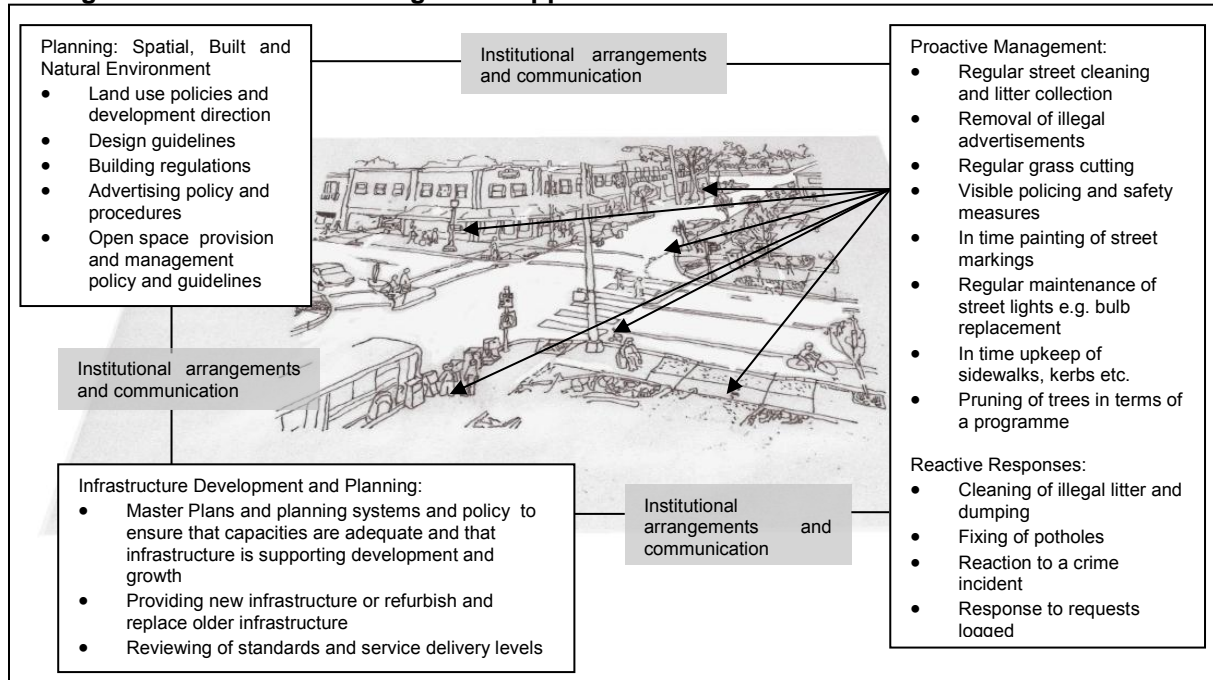 Planning: Spatial, Built and
Natural Environment
• Land use policies and
development direction
• Design guidelines
• Building regulations
• Advertising policy and
procedures
• Open space provision
and management
policy and guidelines
Institutional arrangements
and communication
Proactive Management:
• Regular street cleaning
and litter collection
• Removal of illegal
advertisements
• Regular grass cutting
• Visible policing and safety
measures
• In time painting of street
markings
• Regular maintenance of
street lights e.g. bulb
replacement
• In time upkeep of
sidewalks, kerbs etc.
• Pruning of trees in terms of
a programme
Reactive Responses:
• Cleaning of illegal litter and
dumping
• Fixing of potholes
• Reaction to a crime
incident
• Response to requests
logged
Institutional arrangements
and communication
Infrastructure Development and Planning:
• Master Plans and planning systems and policy to
ensure that capacities are adequate and that
infrastructure is supporting development and
growth
• Providing new infrastructure or refurbish and
replace older infrastructure
• Reviewing of standards and service delivery levels
Institutional
arrangements and
communication